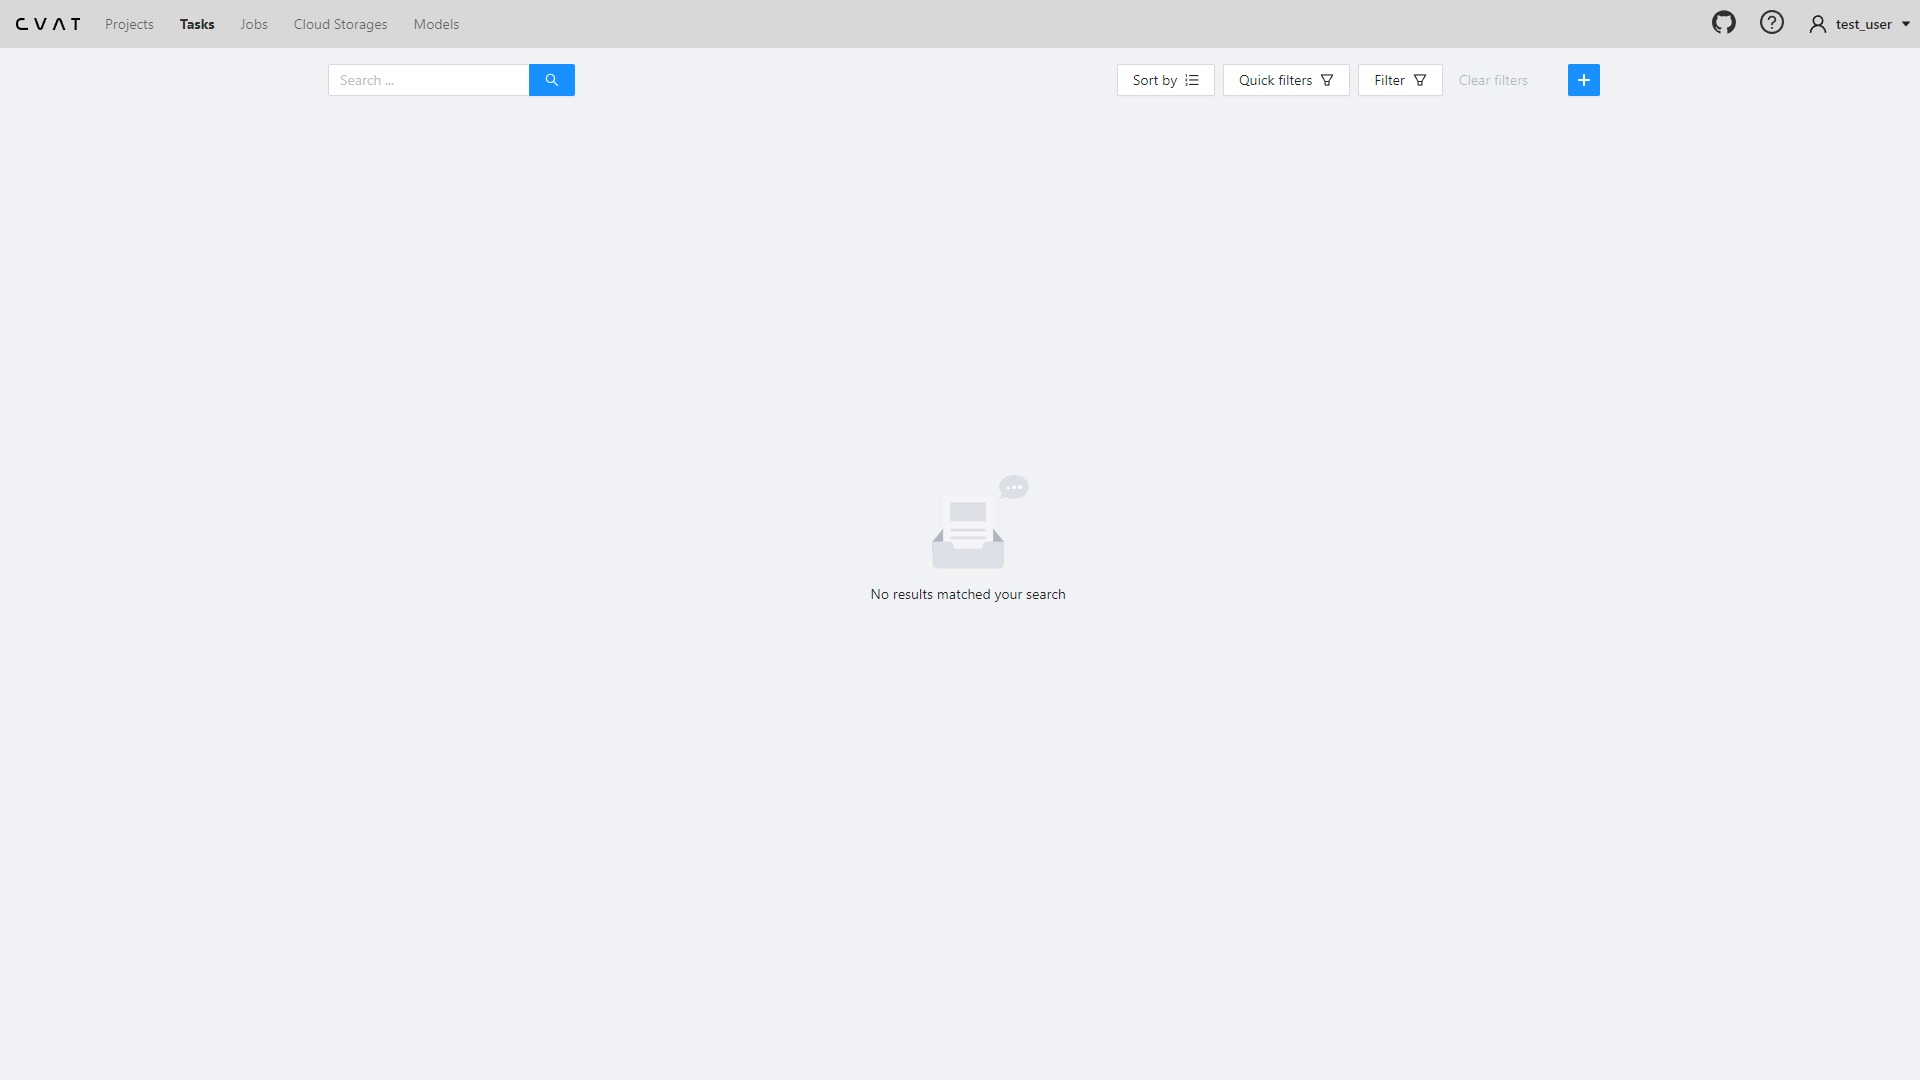 CVAT Projects Tasks Jobs Cloud Storages Models test_user
Search ... Sort by Quick filters Filter Clear filters
No results matched your search